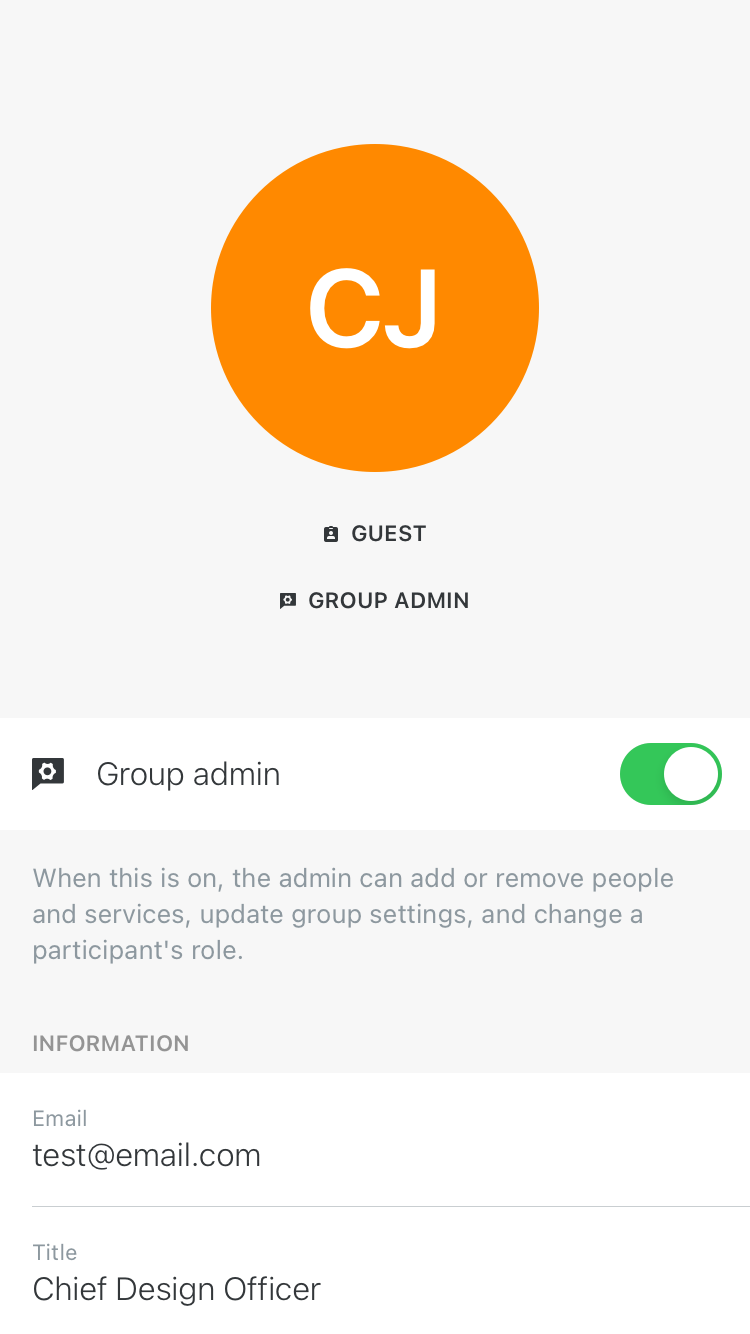 CJ
GUEST
GROUP ADMIN
Group admin
When this is on, the admin can add or remove people
and services, update group settings, and change a
participant's role.
INFORMATION
Email
test@email.com
Title
Chief Design Officer